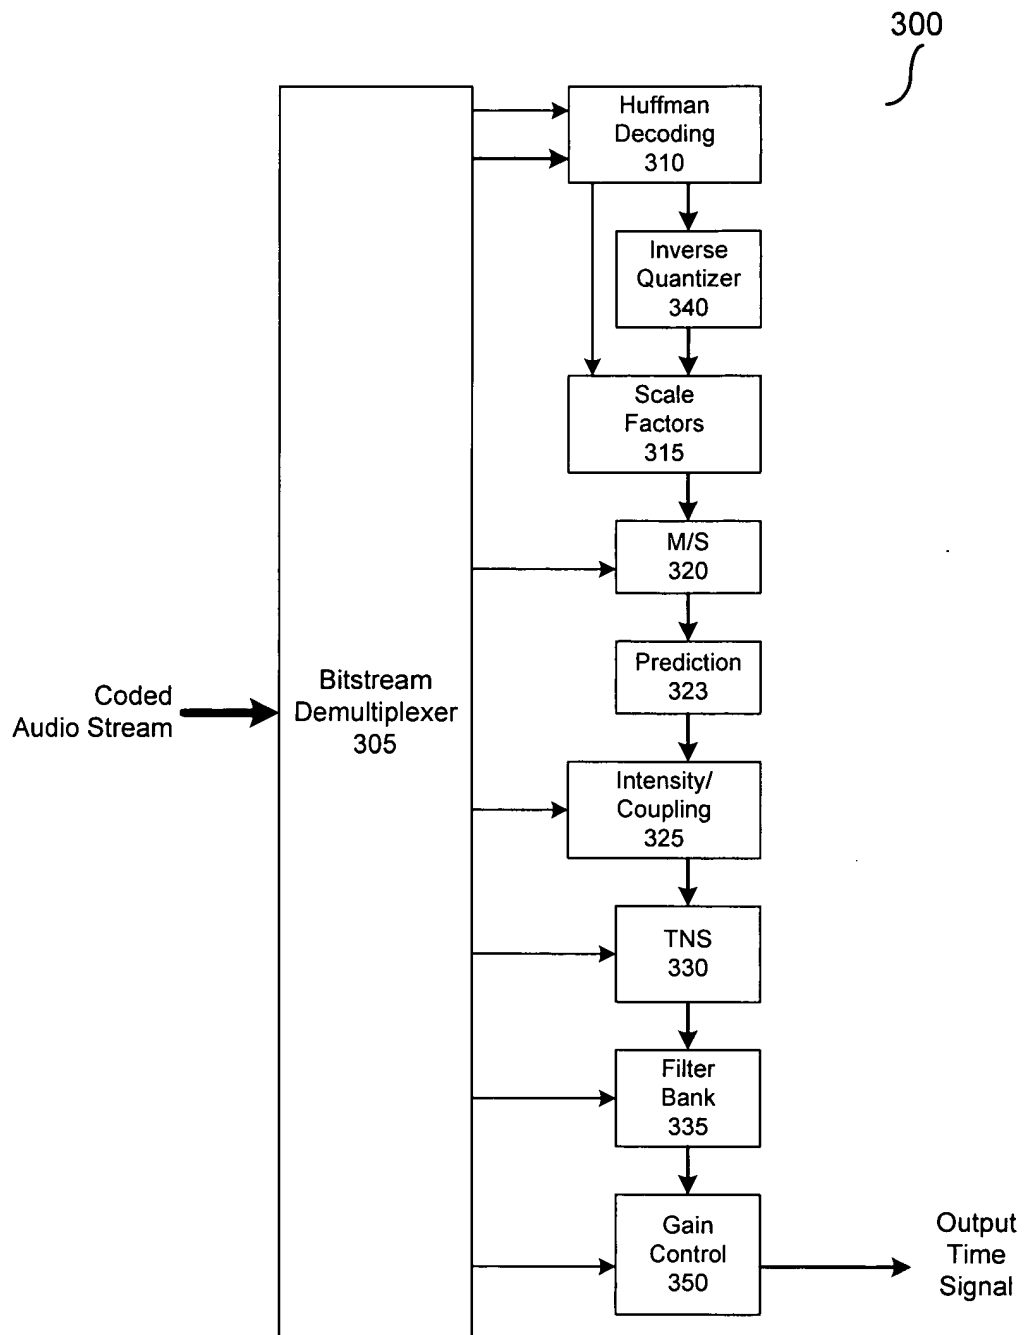 300
Huffman
Decoding
310
Inverse
Quantizer
340
Scale
Factors
315
M/S
320
Prediction
323
Coded
Audio Stream
Bitstream
Demultiplexer
305
Intensity/
Coupling
325
TNS
330
Filter
Bank
335
Gain
Control
350
Output
Time
Signal